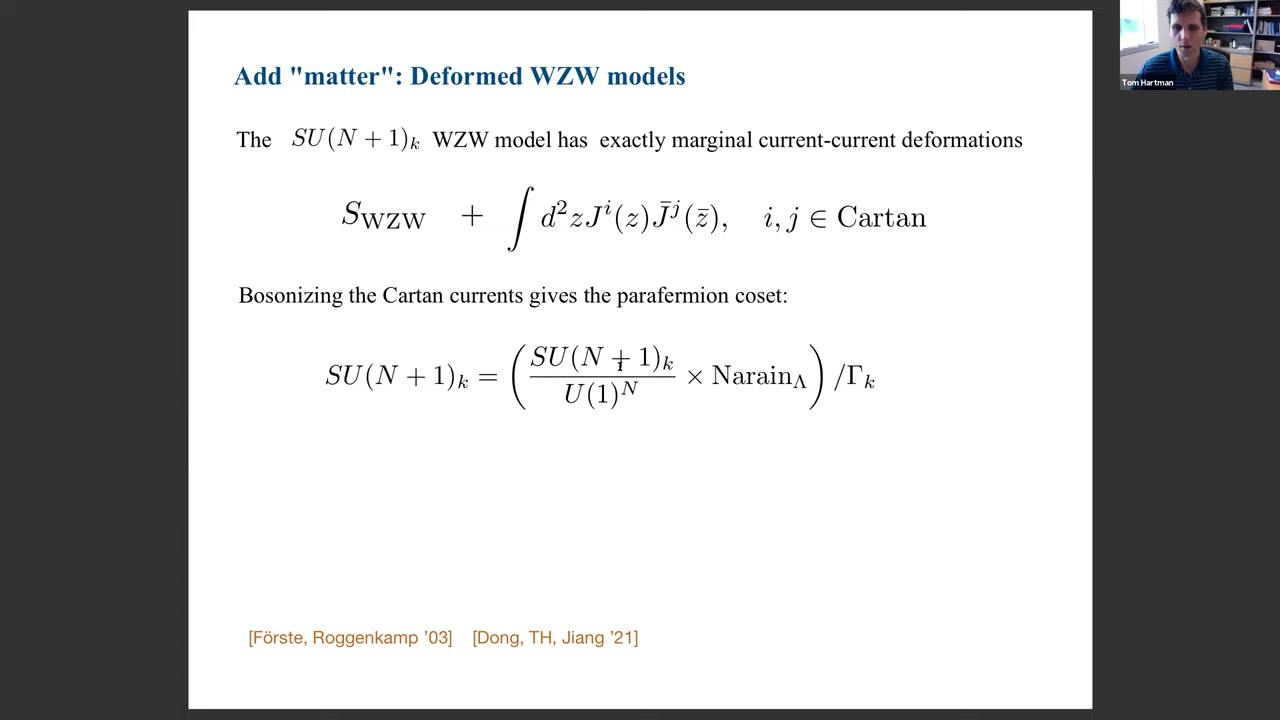 Add "matter": Deformed WZW models
The SU(N + 1)_k WZW model has exactly marginal current-current deformations
S_WZW + ∫ d²z J^i(z) J̄^j(z̄), i, j ∈ Cartan
Bosonizing the Cartan currents gives the parafermion coset:
SU(N + 1)_k = ( SU(N + 1)_k / U(1)^N × Narain_Λ ) /Γ_k
[Förste, Roggenkamp ’03] [Dong, TH, Jiang ’21]
Tom Hartman